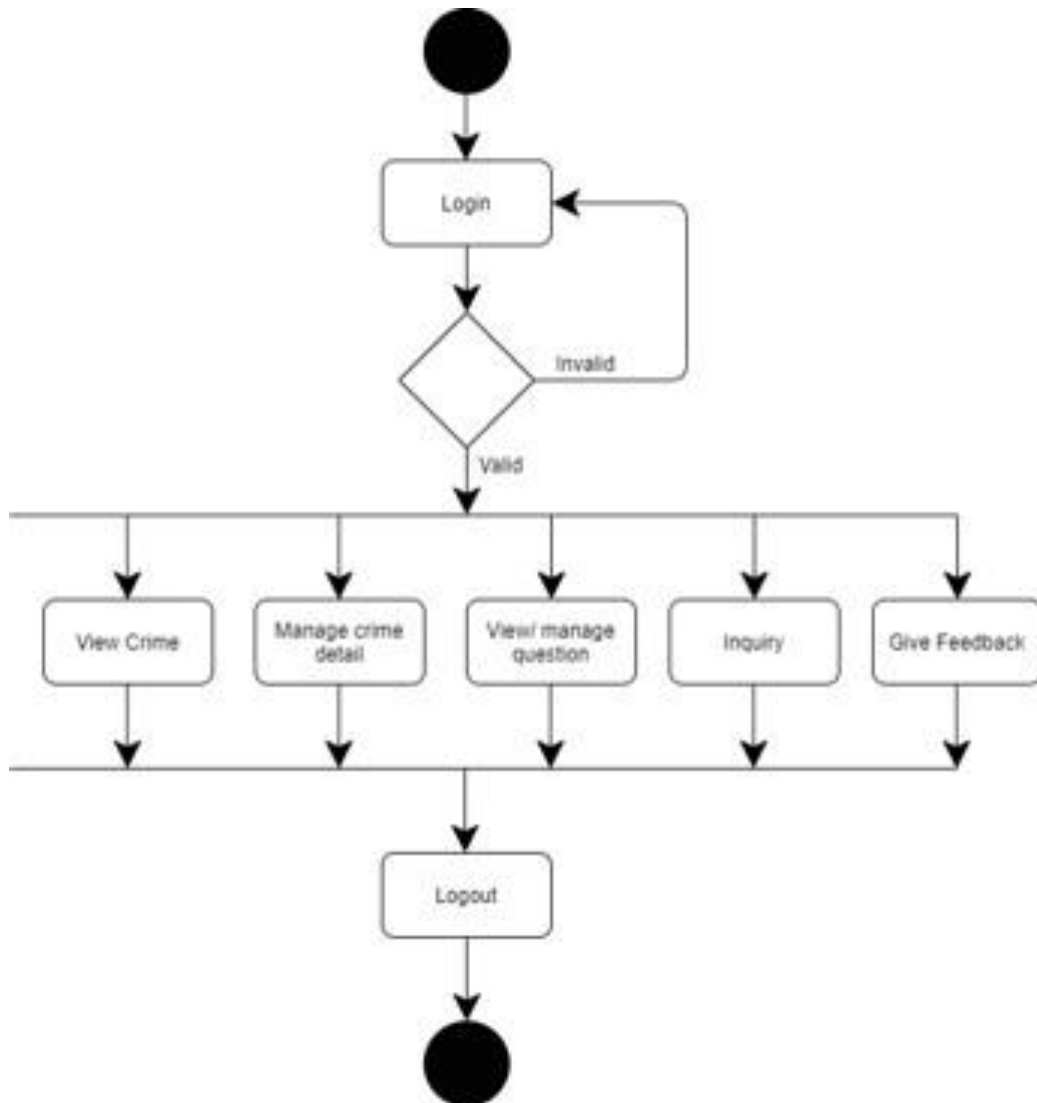 Login
Invalid
Valid
View Crime
Manage crime
detail
View/ manage
question
Inquiry
Give Feedback
Logout